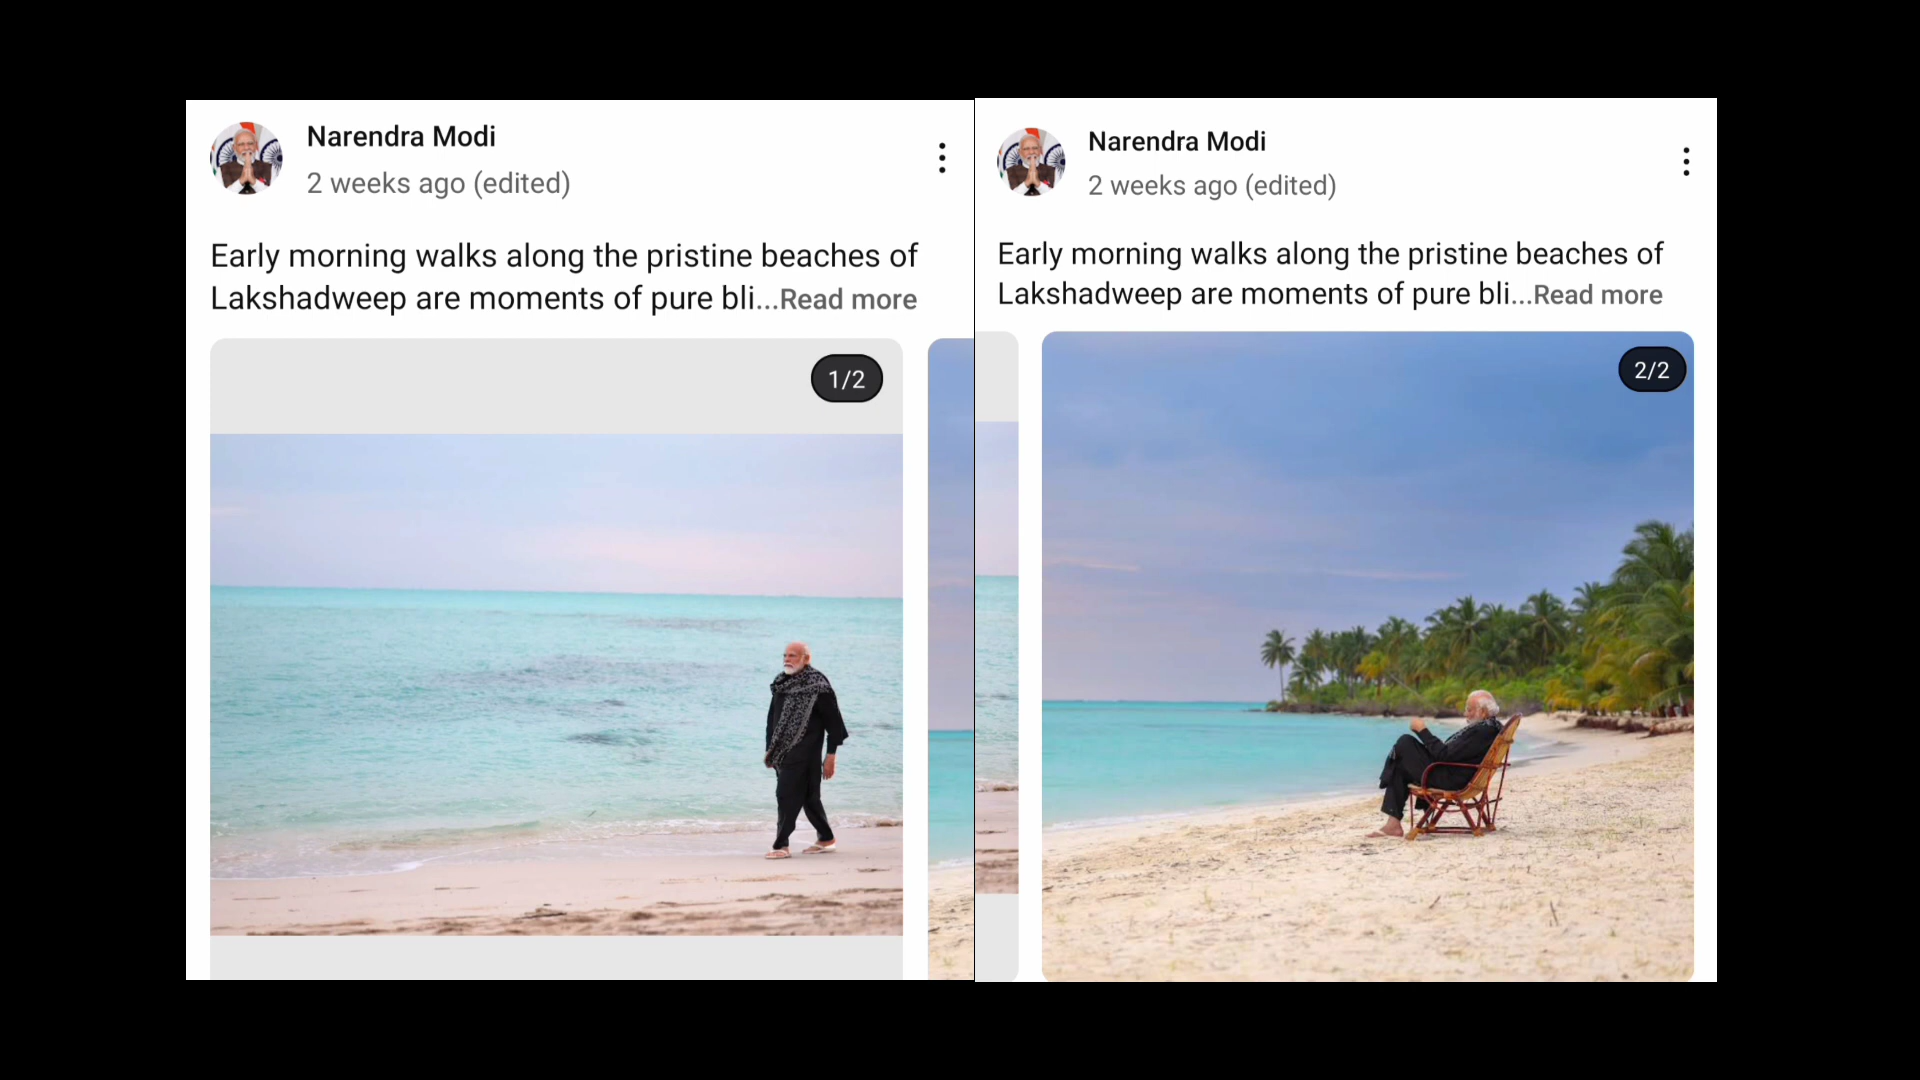 Narendra Modi
2 weeks ago (edited)
Early morning walks along the pristine beaches of
Lakshadweep are moments of pure bli...Read more
1/2
Narendra Modi
2 weeks ago (edited)
Early morning walks along the pristine beaches of
Lakshadweep are moments of pure bli...Read more
2/2